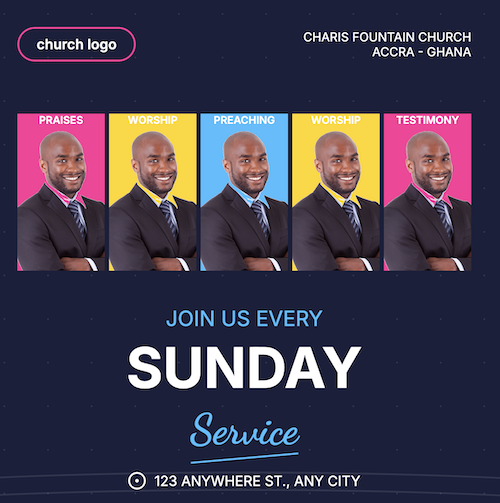 church logo
CHARIS FOUNTAIN CHURCH
ACCRA - GHANA
PRAISES
WORSHIP
PREACHING
WORSHIP
TESTIMONY
JOIN US EVERY
SUNDAY
Service
123 ANYWHERE ST., ANY CITY